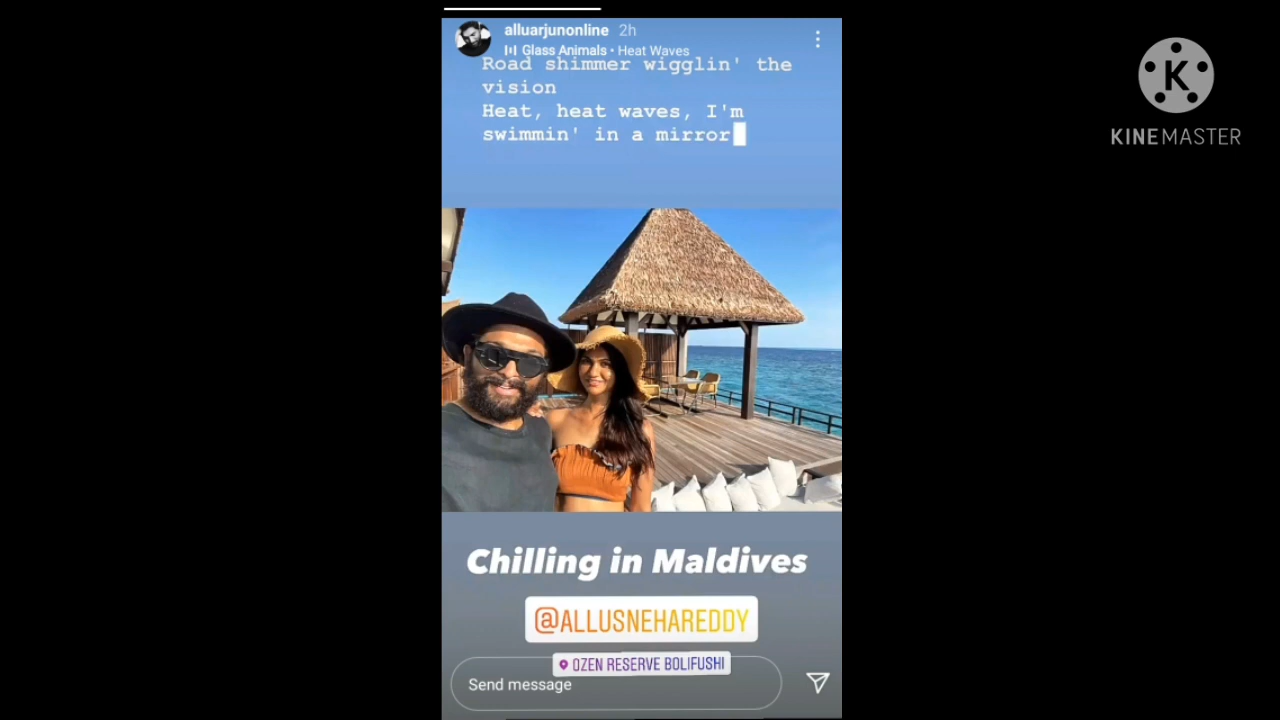 alluarjunonline 2h
Glass Animals • Heat Waves
Road shimmer wigglin' the
vision
Heat, heat waves, I'm
swimmin' in a mirror
K
KINEMASTER
Chilling in Maldives
@ALLUSNEHAREDDY
OZEN RESERVE BOLIFUSHI
Send message